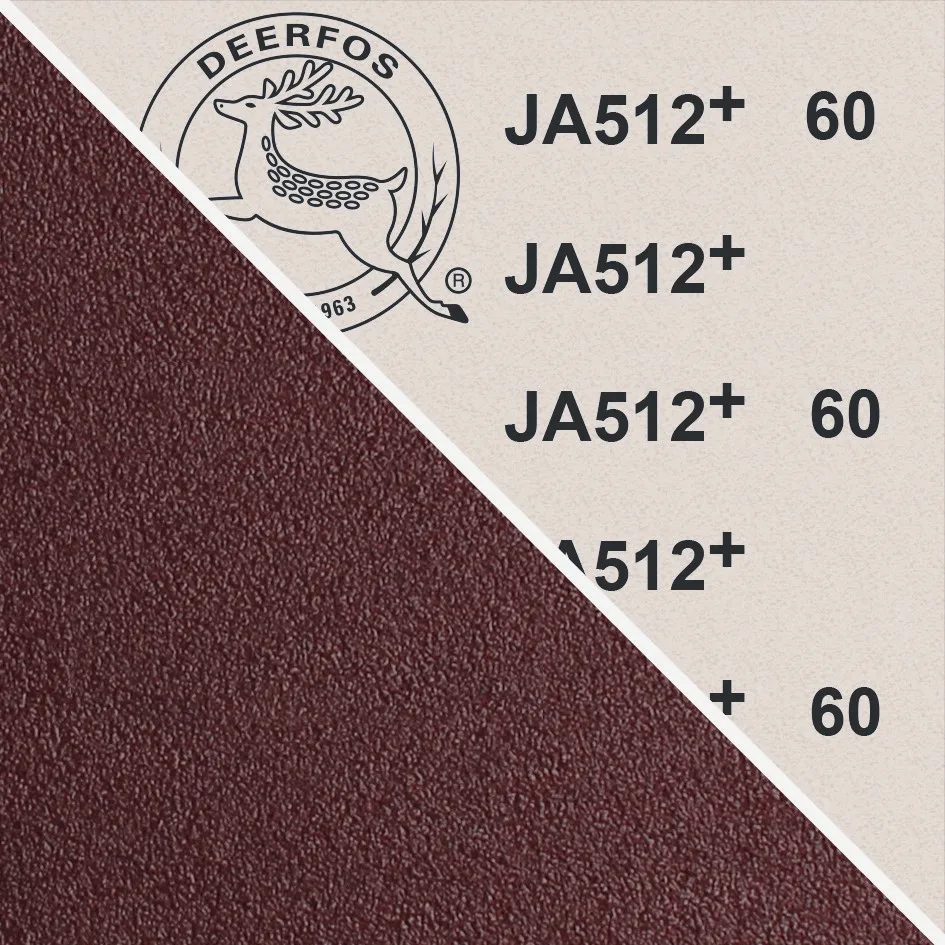 DEERFOS
JA512+ 60
®
JA512+
963
JA512+ 60
A512+
+ 60